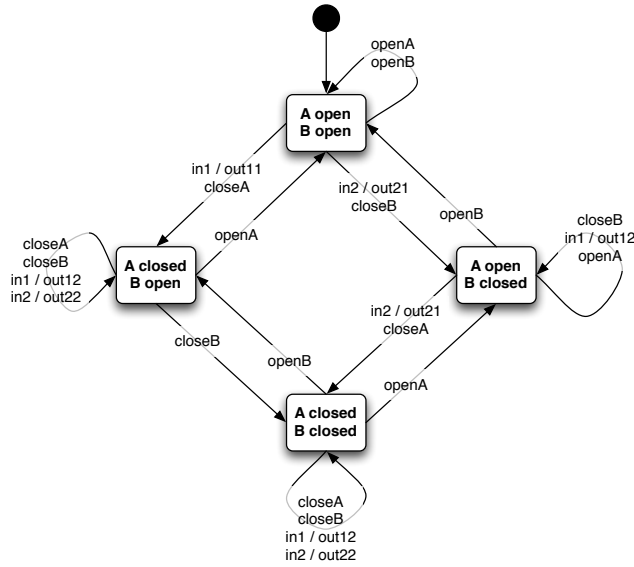 openA
openB
A open
B open
in1 / out11
closeA
in2 / out21
closeB
openA
openB
closeA
closeB
in1 / out12
in2 / out22
A closed
B open
A open
B closed
closeB
in1 / out12
openA
in2 / out21
closeA
closeB
openB
openA
A closed
B closed
closeA
closeB
in1 / out12
in2 / out22